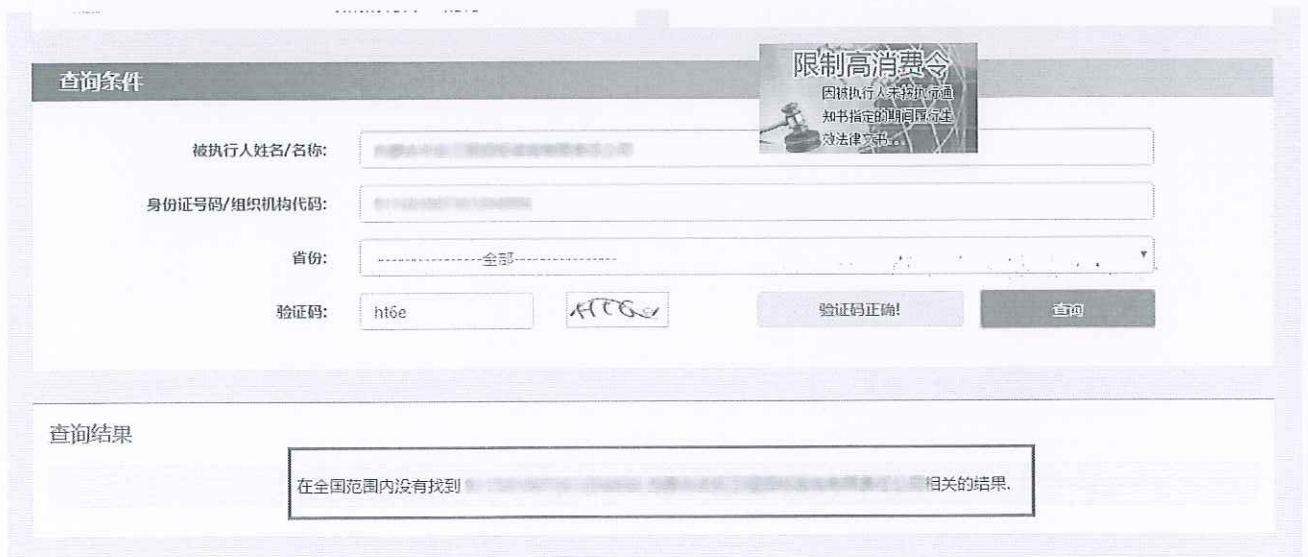 查询条件
限制高消费令
因被执行人未按执行通
知书指定的期间履行生
效法律文书...
被执行人姓名/名称:
身份证号码/组织机构代码:
省份:
-----------------全部-----------------
验证码:
ht6e
验证码正确!
查询
查询结果
在全国范围内没有找到 相关的结果.